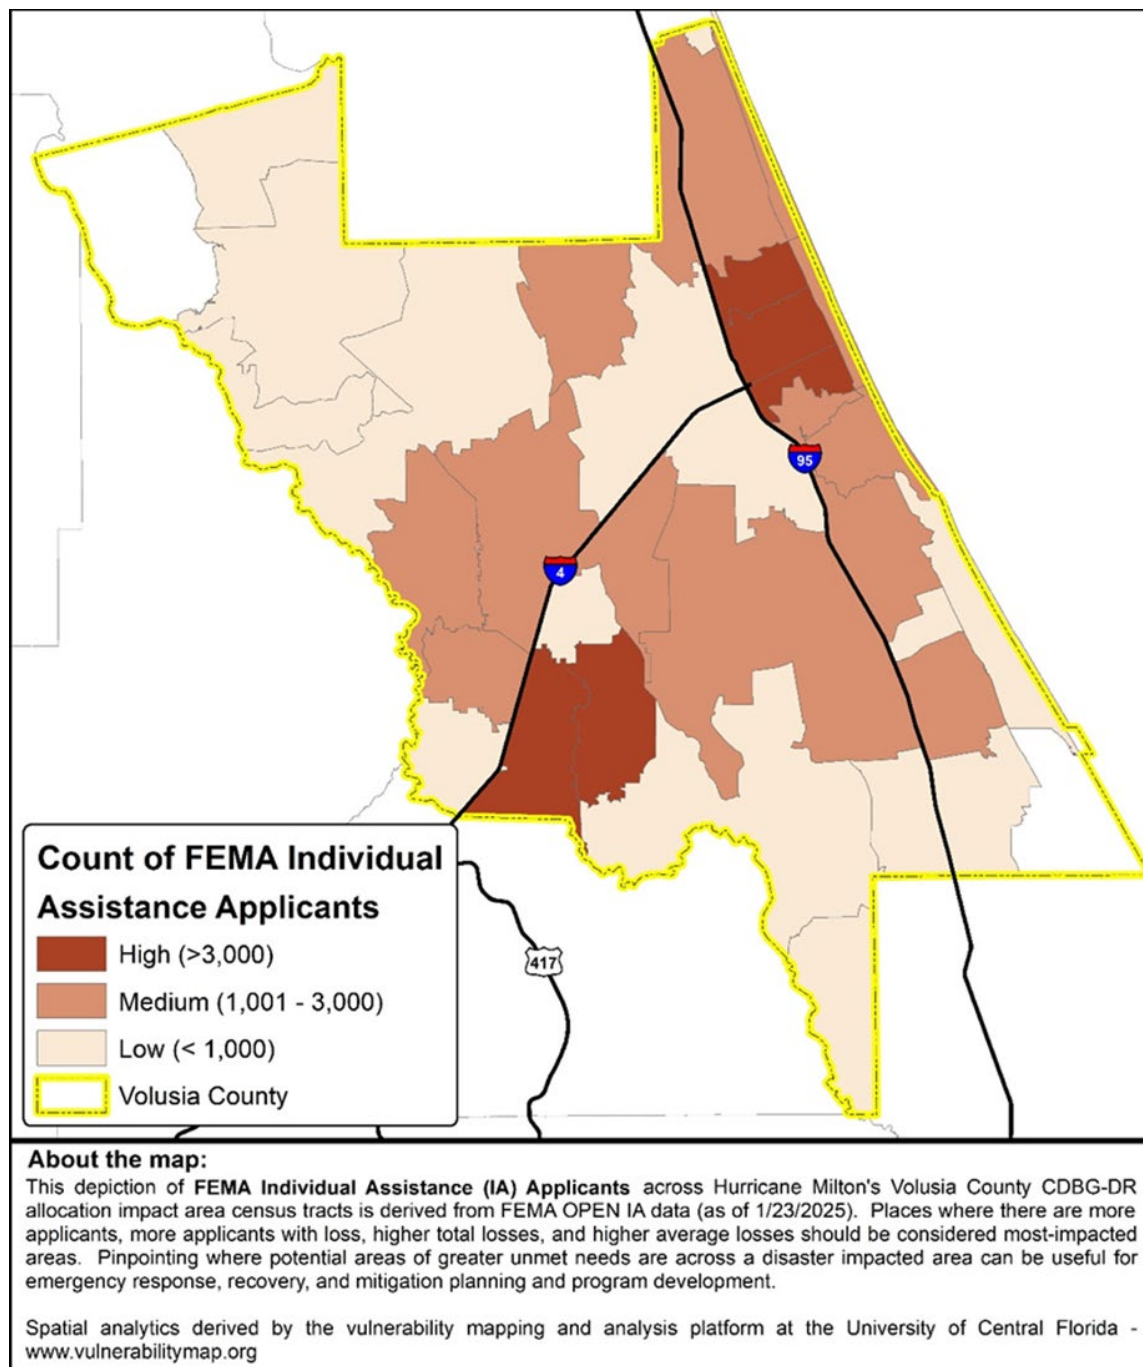 95
4
Count of FEMA Individual
Assistance Applicants
High (>3,000)
Medium (1,001 - 3,000)
Low (< 1,000)
Volusia County
417
About the map:
This depiction of FEMA Individual Assistance (IA) Applicants across Hurricane Milton's Volusia County CDBG-DR
allocation impact area census tracts is derived from FEMA OPEN IA data (as of 1/23/2025). Places where there are more
applicants, more applicants with loss, higher total losses, and higher average losses should be considered most-impacted
areas. Pinpointing where potential areas of greater unmet needs are across a disaster impacted area can be useful for
emergency response, recovery, and mitigation planning and program development.
Spatial analytics derived by the vulnerability mapping and analysis platform at the University of Central Florida -
www.vulnerabilitymap.org